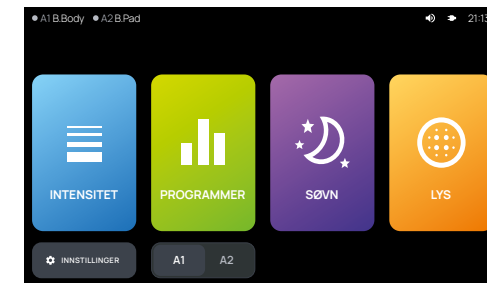 A1 B.Body A2 B.Pad 21:13
INTENSITET PROGRAMMER SØVN LYS
INNSTILLINGER A1 A2